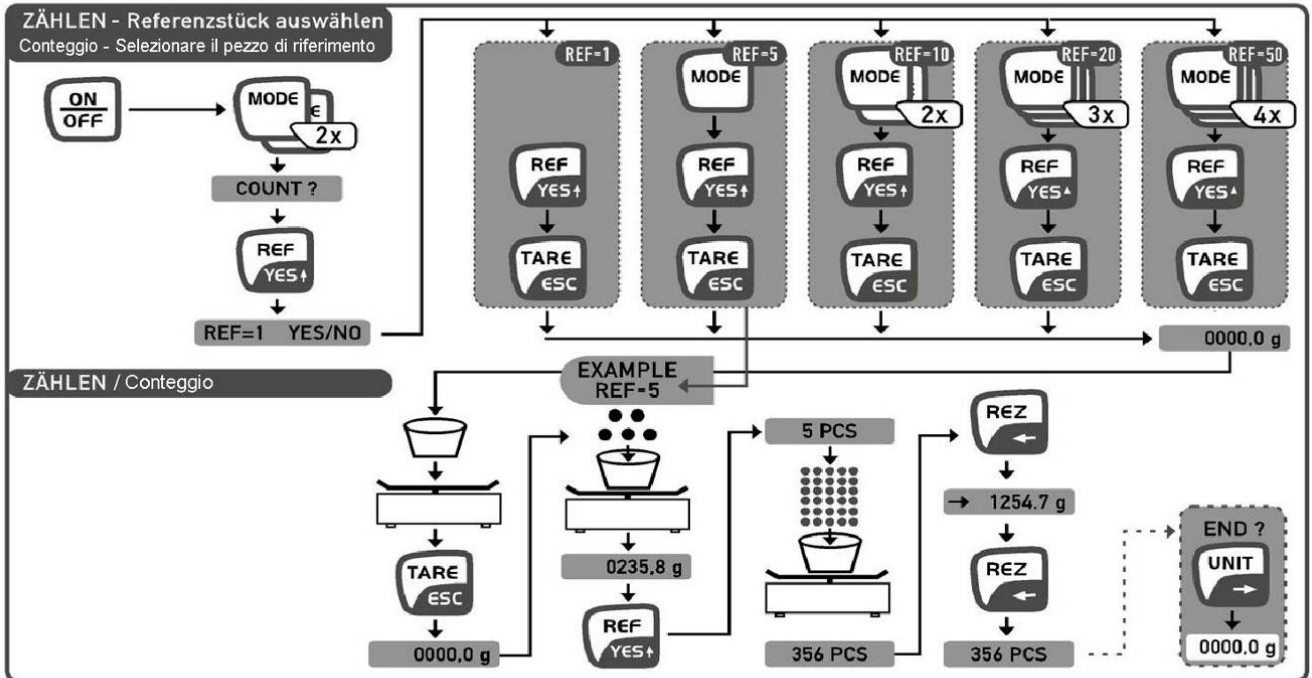 ZÄHLEN - Referenzstück auswählen
Conteggio - Selezionare il pezzo di riferimento
ON
OFF
MODE
E
2x
COUNT ?
REF
YES↑
REF=1 YES/NO
REF=1
REF
YES↑
TARE
ESC
REF=5
MODE
REF
YES↑
TARE
ESC
REF=10
MODE
2x
REF
YES↑
TARE
ESC
REF=20
MODE
3x
REF
YES▲
TARE
ESC
REF=50
MODE
4x
REF
YES▲
TARE
ESC
0000,0 g
ZÄHLEN / Conteggio
TARE
ESC
0000,0 g
EXAMPLE
REF-5
0235,8 g
REF
YES↑
5 PCS
356 PCS
REZ
←
→ 1254.7 g
REZ
←
356 PCS
END ?
UNIT
→
0000.0 g